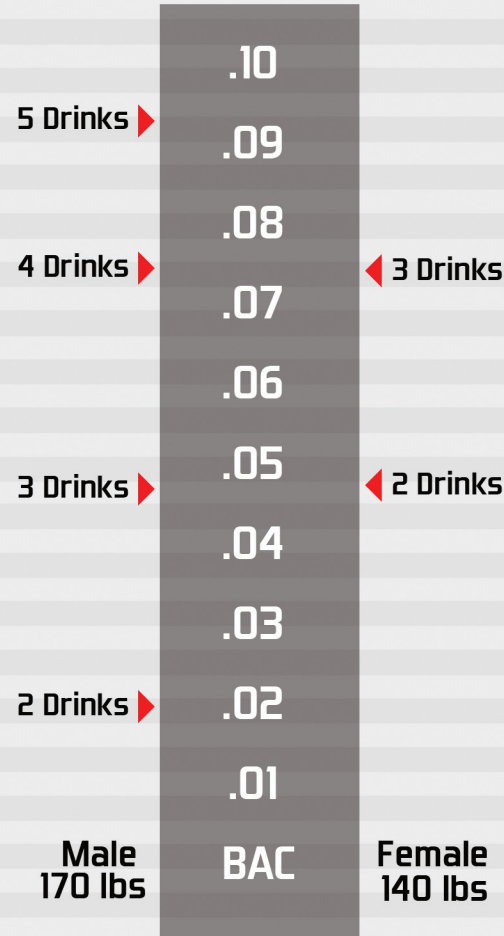 .10
5 Drinks
.09
.08
4 Drinks
3 Drinks
.07
.06
.05
3 Drinks
2 Drinks
.04
.03
2 Drinks
.02
.01
Male
170 lbs
BAC
Female
140 lbs